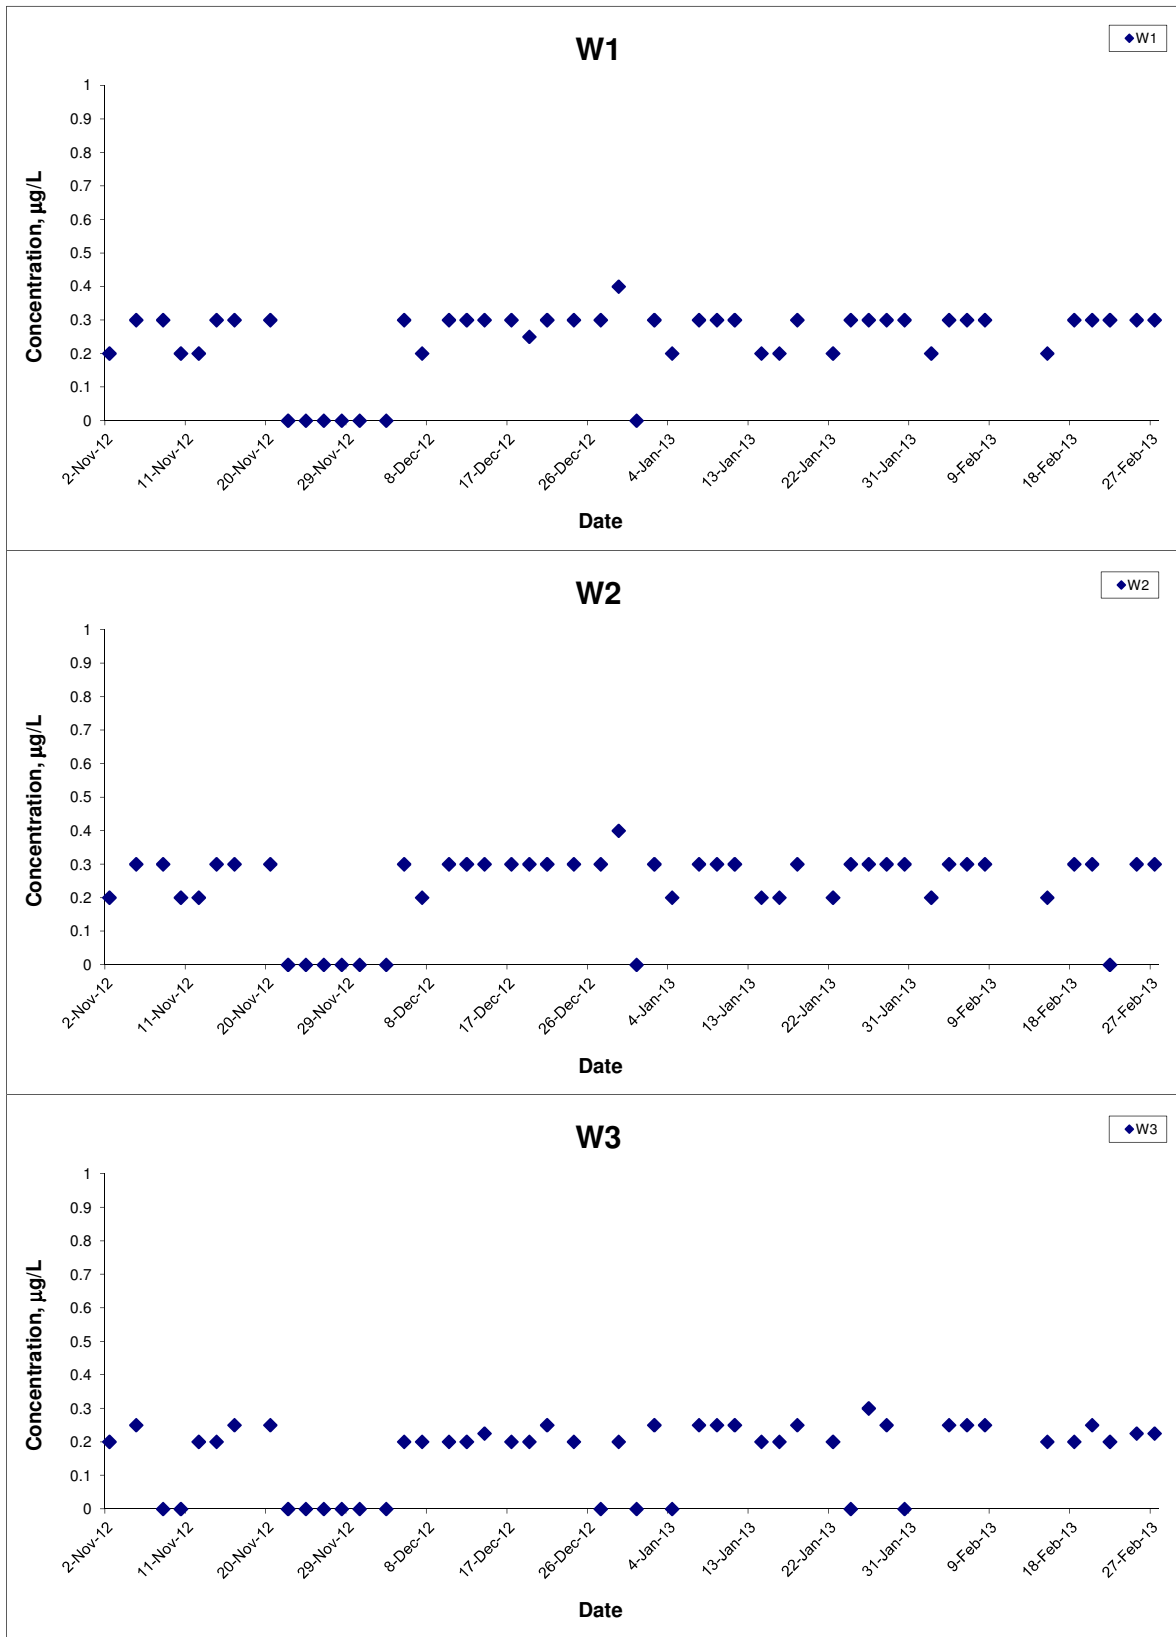 W1
W1
1
0.9
0.8
0.7
0.6
0.5
0.4
0.3
0.2
0.1
0
Concentration, µg/L
2-Nov-12
11-Nov-12
20-Nov-12
29-Nov-12
8-Dec-12
17-Dec-12
26-Dec-12
4-Jan-13
13-Jan-13
22-Jan-13
31-Jan-13
9-Feb-13
18-Feb-13
27-Feb-13
Date
W2
W2
1
0.9
0.8
0.7
0.6
0.5
0.4
0.3
0.2
0.1
0
Concentration, µg/L
2-Nov-12
11-Nov-12
20-Nov-12
29-Nov-12
8-Dec-12
17-Dec-12
26-Dec-12
4-Jan-13
13-Jan-13
22-Jan-13
31-Jan-13
9-Feb-13
18-Feb-13
27-Feb-13
Date
W3
W3
1
0.9
0.8
0.7
0.6
0.5
0.4
0.3
0.2
0.1
0
Concentration, µg/L
2-Nov-12
11-Nov-12
20-Nov-12
29-Nov-12
8-Dec-12
17-Dec-12
26-Dec-12
4-Jan-13
13-Jan-13
22-Jan-13
31-Jan-13
9-Feb-13
18-Feb-13
27-Feb-13
Date